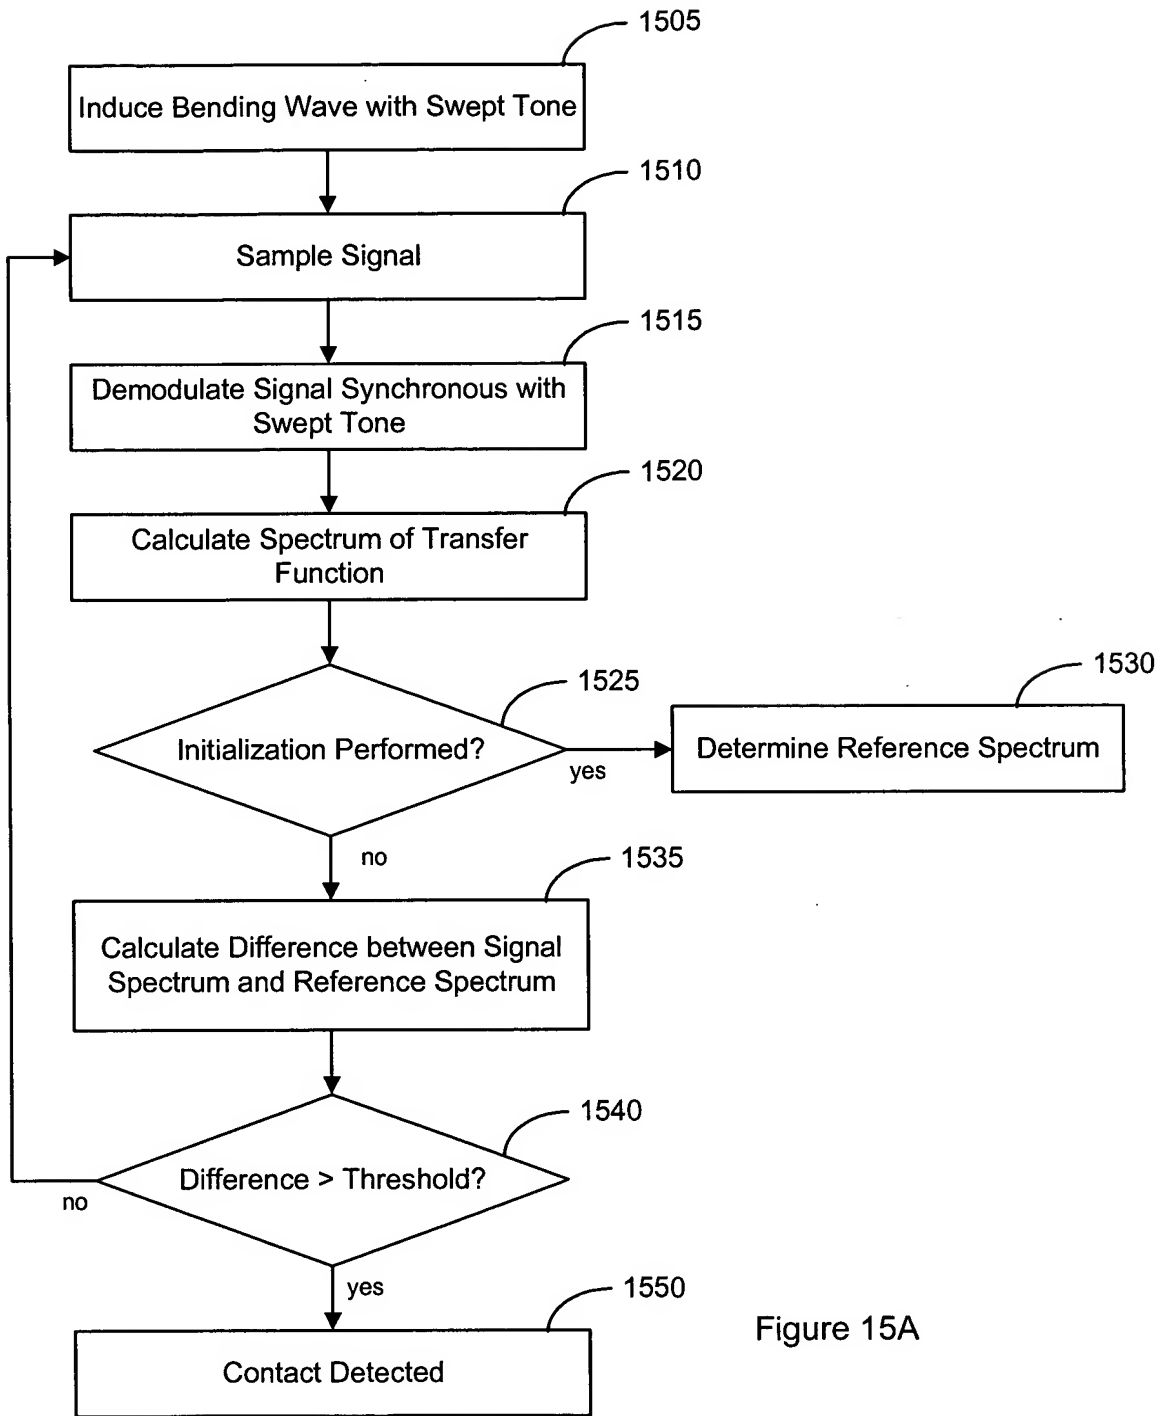 1505
Induce Bending Wave with Swept Tone
1510
Sample Signal
1515
Demodulate Signal Synchronous with
Swept Tone
1520
Calculate Spectrum of Transfer
Function
1525
Initialization Performed?
yes
1530
Determine Reference Spectrum
no
1535
Calculate Difference between Signal
Spectrum and Reference Spectrum
1540
Difference > Threshold?
no
yes
1550
Contact Detected
Figure 15A